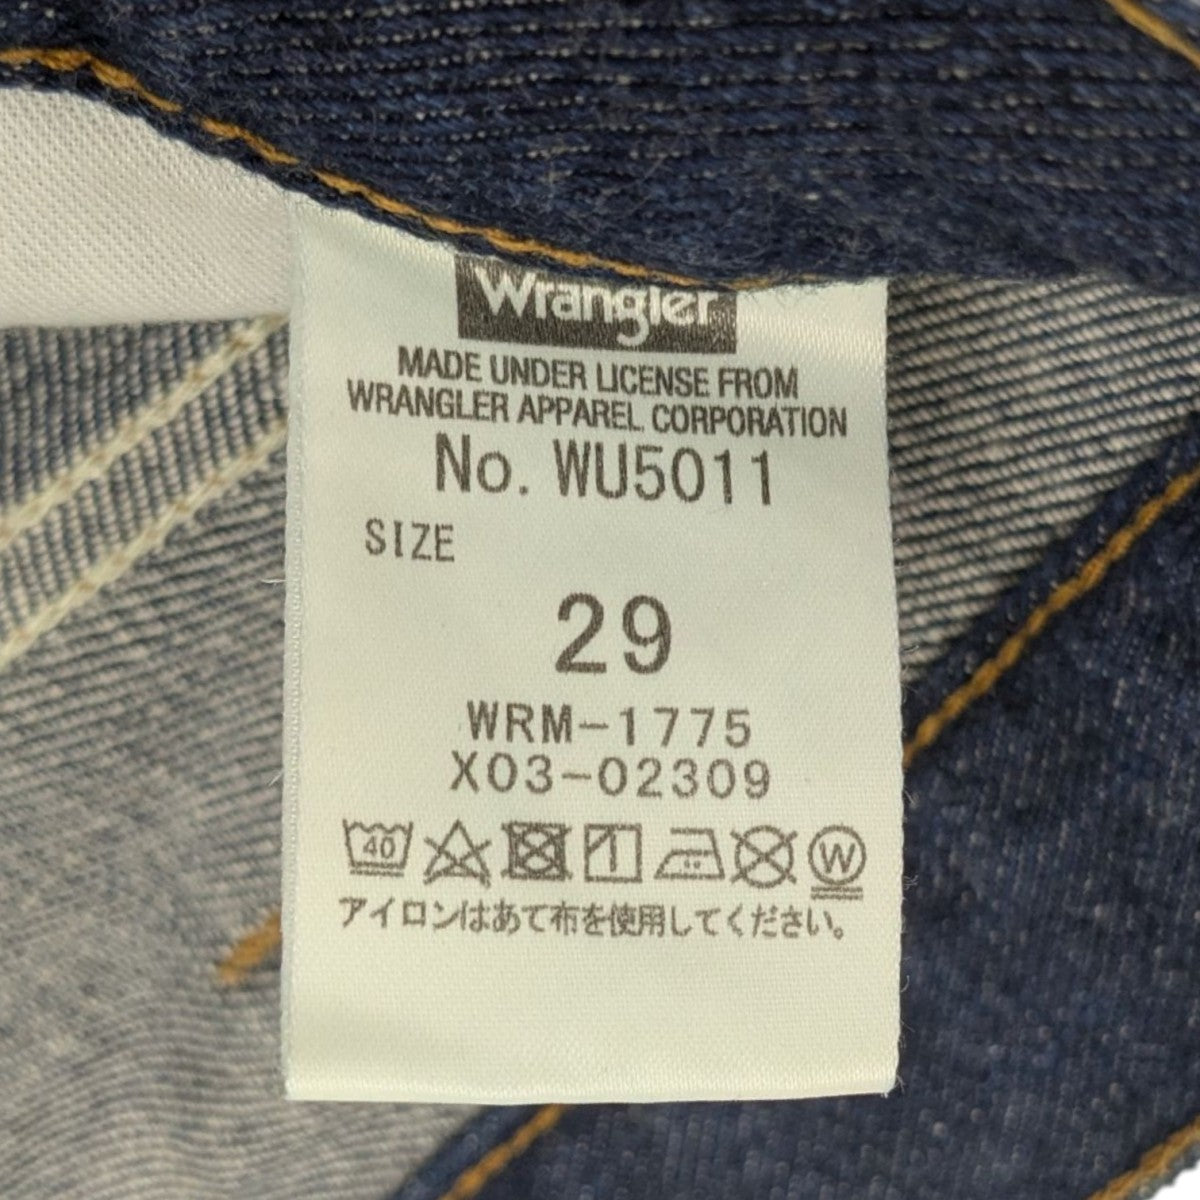 Wrangler
MADE UNDER LICENSE FROM
WRANGLER APPAREL CORPORATION
No. WU5011
SIZE
29
WRM-1775
X03-02309
40
W
アイロンはあて布を使用してください。